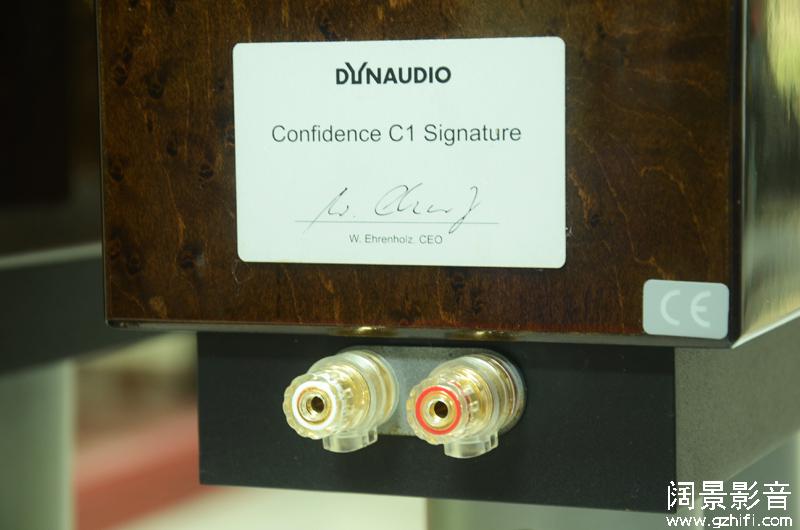 DYNAUDIO
Confidence C1 Signature
W. Ehrenholz, CEO
CE
阔景影音
www.gzhifi.com